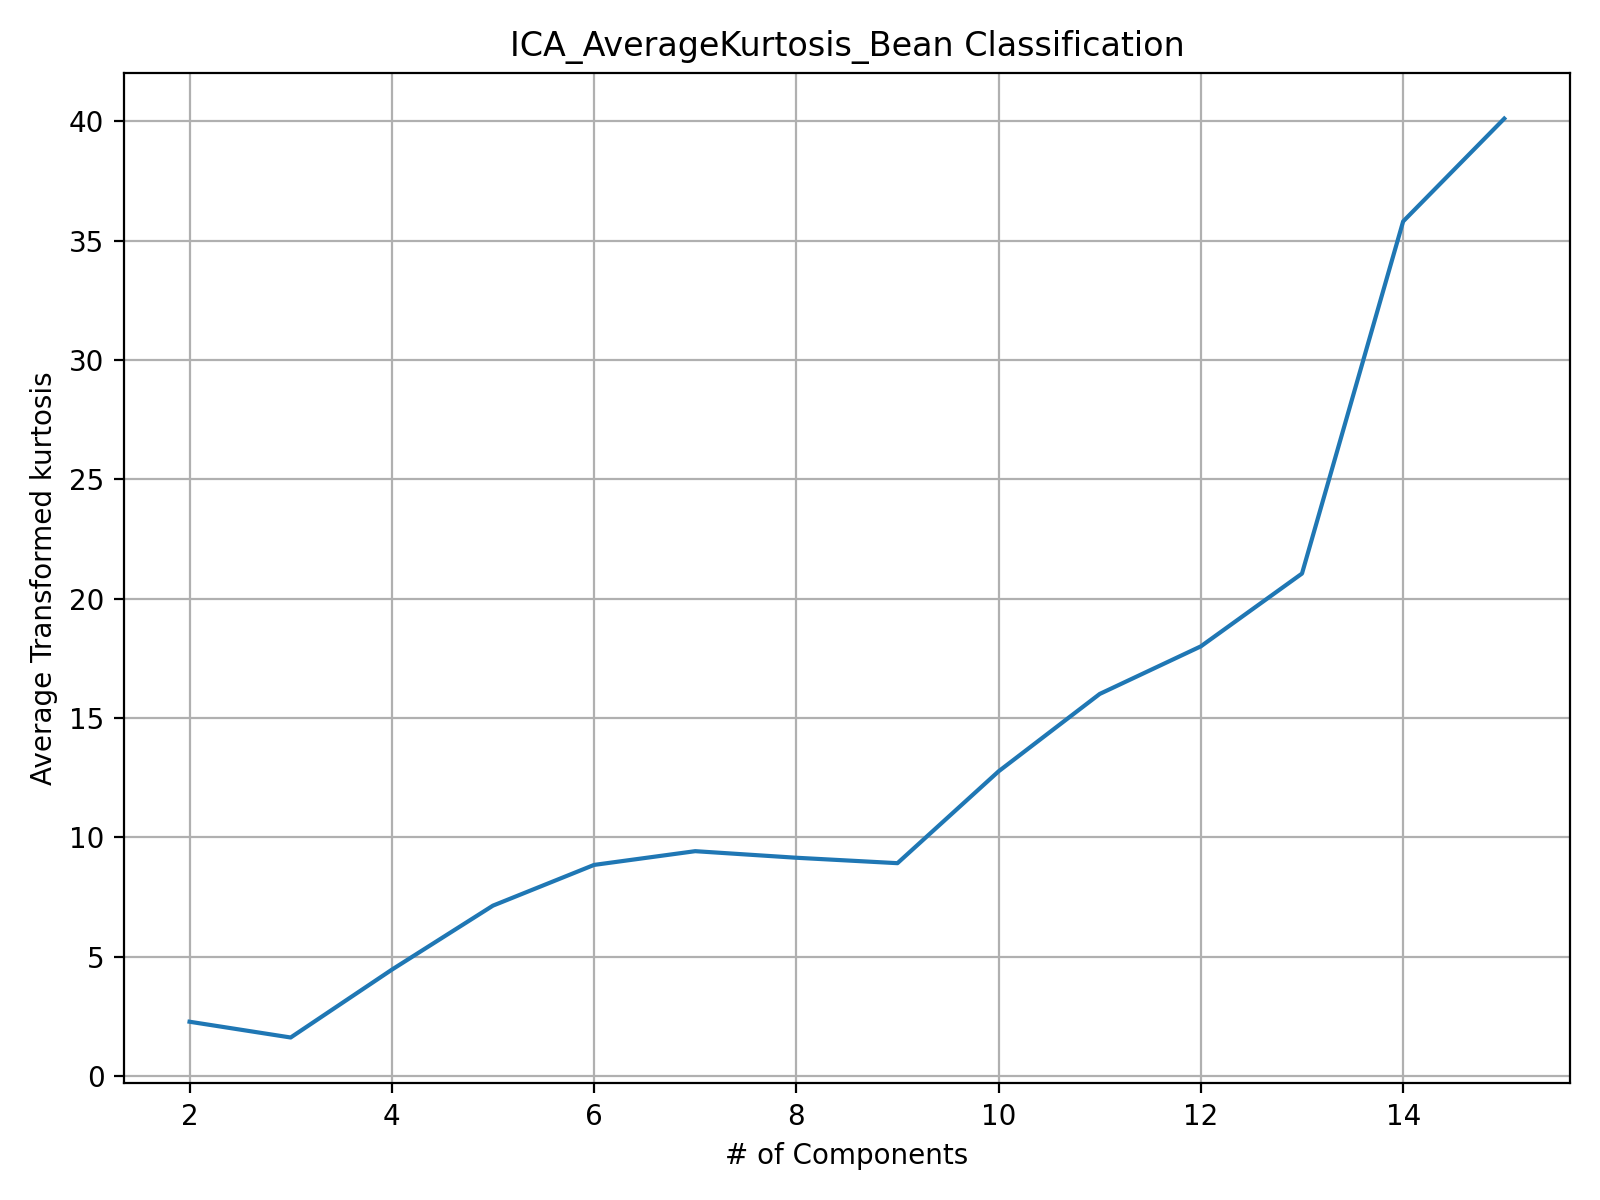 ICA_AverageKurtosis_Bean Classification
Average Transformed kurtosis
40
35
30
25
20
15
10
5
0
2 4 6 8 10 12 14
# of Components